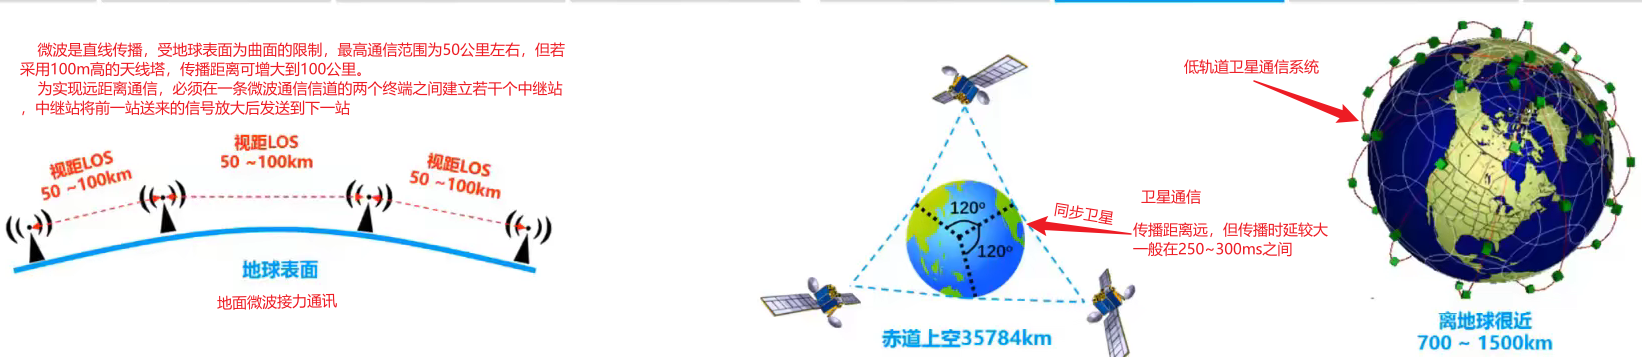 微波是直线传播，受地球表面为曲面的限制，最高通信范围为50公里左右，但若
采用100m高的天线塔，传播距离可增大到100公里。
为实现远距离通信，必须在一条微波通信信道的两个终端之间建立若干个中继站
，中继站将前一站送来的信号放大后发送到下一站
视距LOS
50 ~100km
视距LOS
50 ~100km
视距LOS
50 ~100km
地球表面
地面微波接力通讯
120º
120º
同步卫星
卫星通信
传播距离远，但传播时延较大
一般在250~300ms之间
赤道上空35784km
低轨道卫星通信系统
离地球很近
700 ~ 1500km